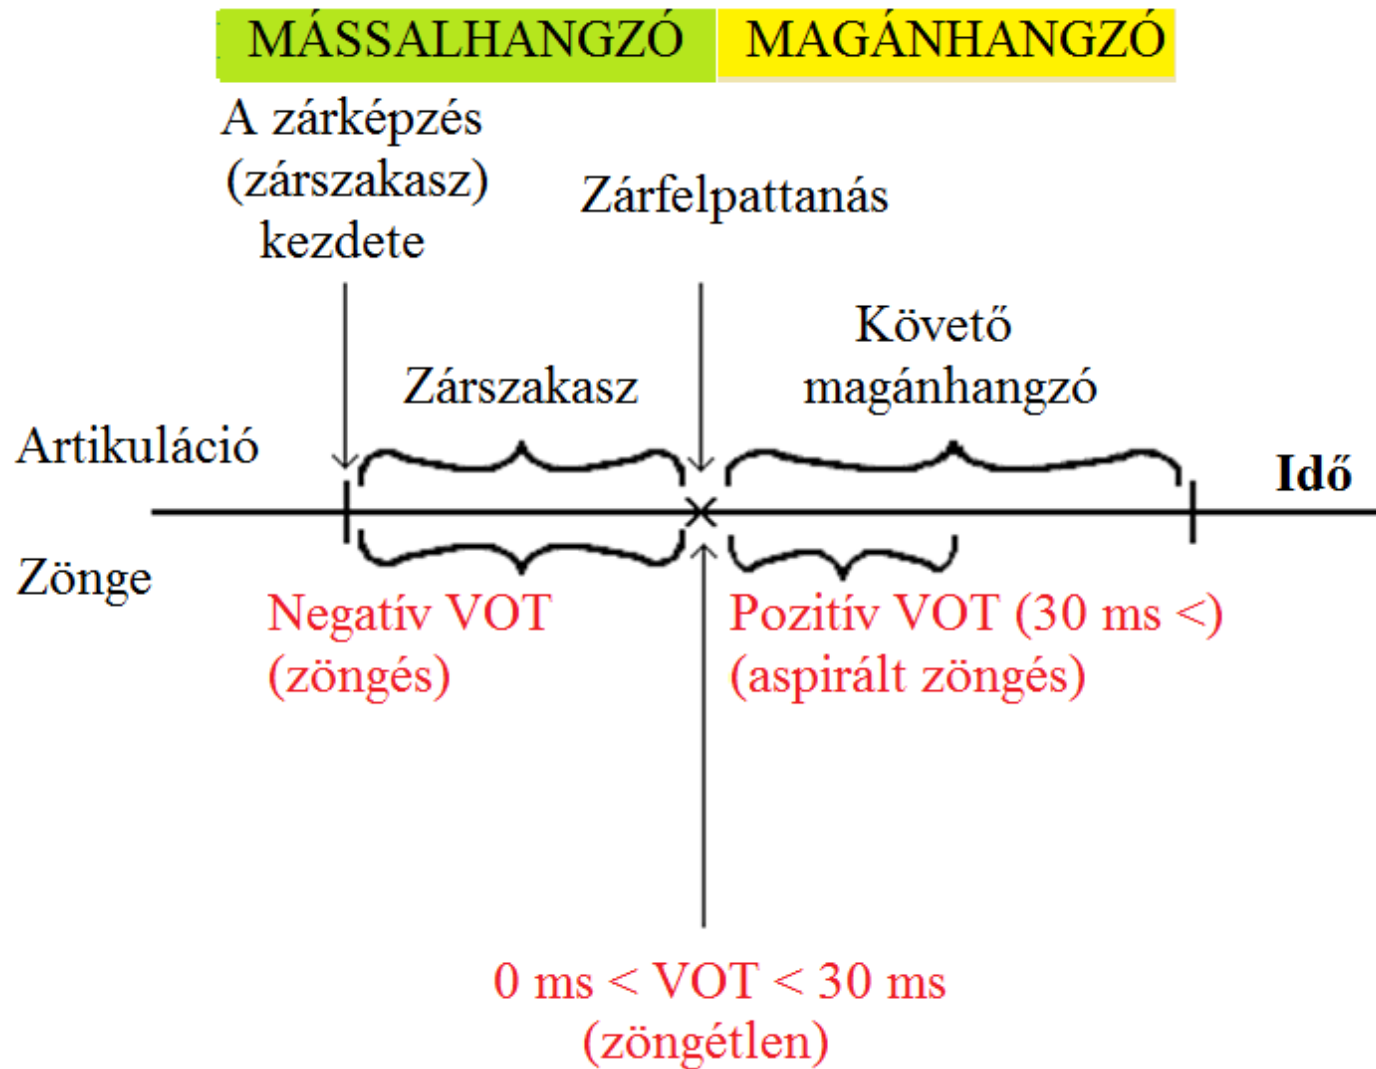 MÁSSALHANGZÓ MAGÁNHANGZÓ
A zárképzés
(zárszakasz)
kezdete
Zárfelpattanás
Követő
magánhangzó
Zárszakasz
Artikuláció
Idő
Zönge
Negatív VOT
(zöngés)
Pozitív VOT (30 ms <)
(aspirált zöngés)
0 ms < VOT < 30 ms
(zöngétlen)